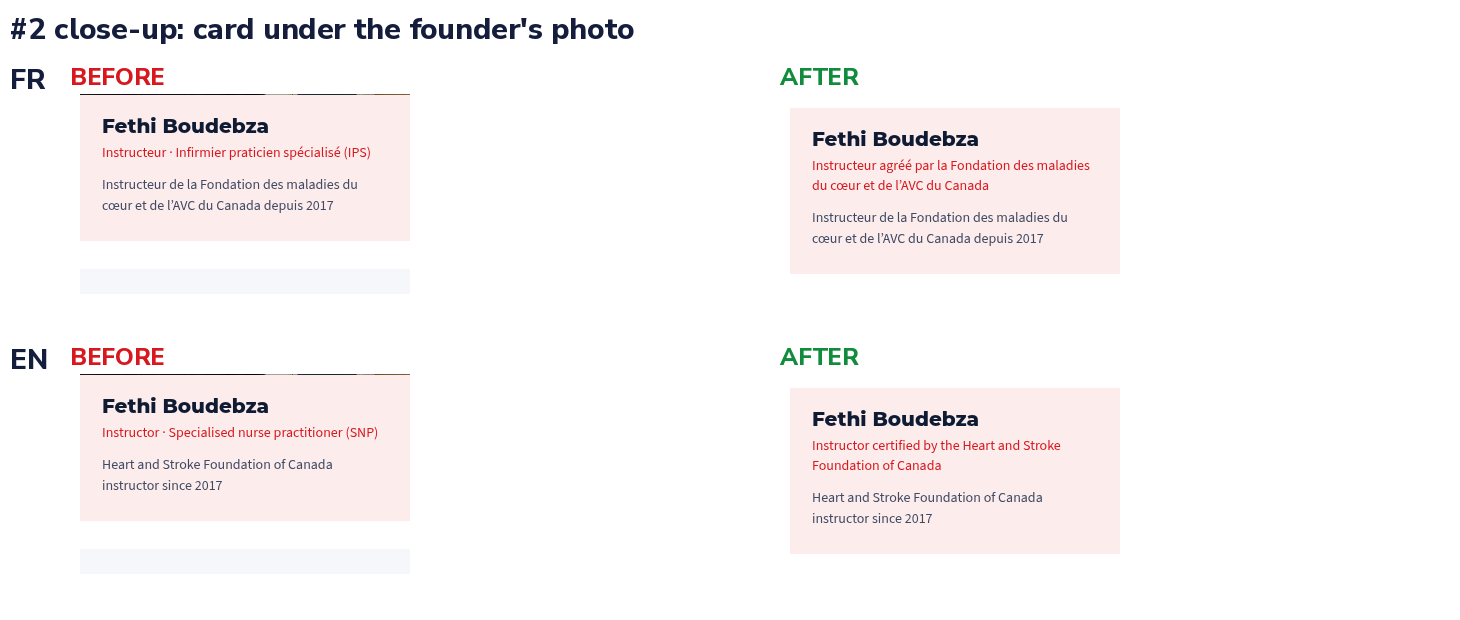 #2 close-up: card under the founder's photo
FR
BEFORE
Fethi Boudebza
Instructeur · Infirmier praticien spécialisé (IPS)
Instructeur de la Fondation des maladies du
cœur et de l’AVC du Canada depuis 2017
AFTER
Fethi Boudebza
Instructeur agréé par la Fondation des maladies
du cœur et de l’AVC du Canada
Instructeur de la Fondation des maladies du
cœur et de l’AVC du Canada depuis 2017
EN
BEFORE
Fethi Boudebza
Instructor · Specialised nurse practitioner (SNP)
Heart and Stroke Foundation of Canada
instructor since 2017
AFTER
Fethi Boudebza
Instructor certified by the Heart and Stroke
Foundation of Canada
Heart and Stroke Foundation of Canada
instructor since 2017